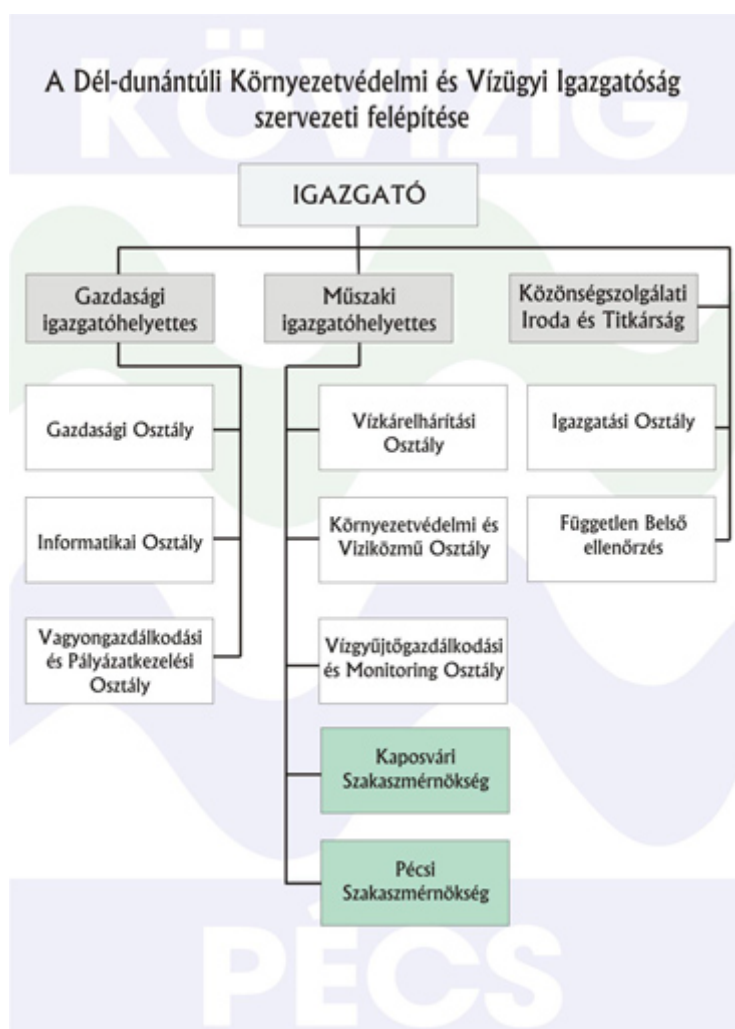 KÖVIZIG
A Dél-dunántúli Környezetvédelmi és Vízügyi Igazgatóság
szervezeti felépítése
IGAZGATÓ
Gazdasági
igazgatóhelyettes
Műszaki
igazgatóhelyettes
Közönségszolgálati
Iroda és Titkárság
Gazdasági Osztály
Vízkárelhárítási
Osztály
Igazgatási Osztály
Informatikai Osztály
Környezetvédelmi és
Viziközmű Osztály
Független Belső
ellenőrzés
Vagyongazdálkodási
és Pályázatkezelési
Osztály
Vízgyűjtőgazdálkodási
és Monitoring Osztály
Kaposvári
Szakaszmérnökség
Pécsi
Szakaszmérnökség
PÉCS